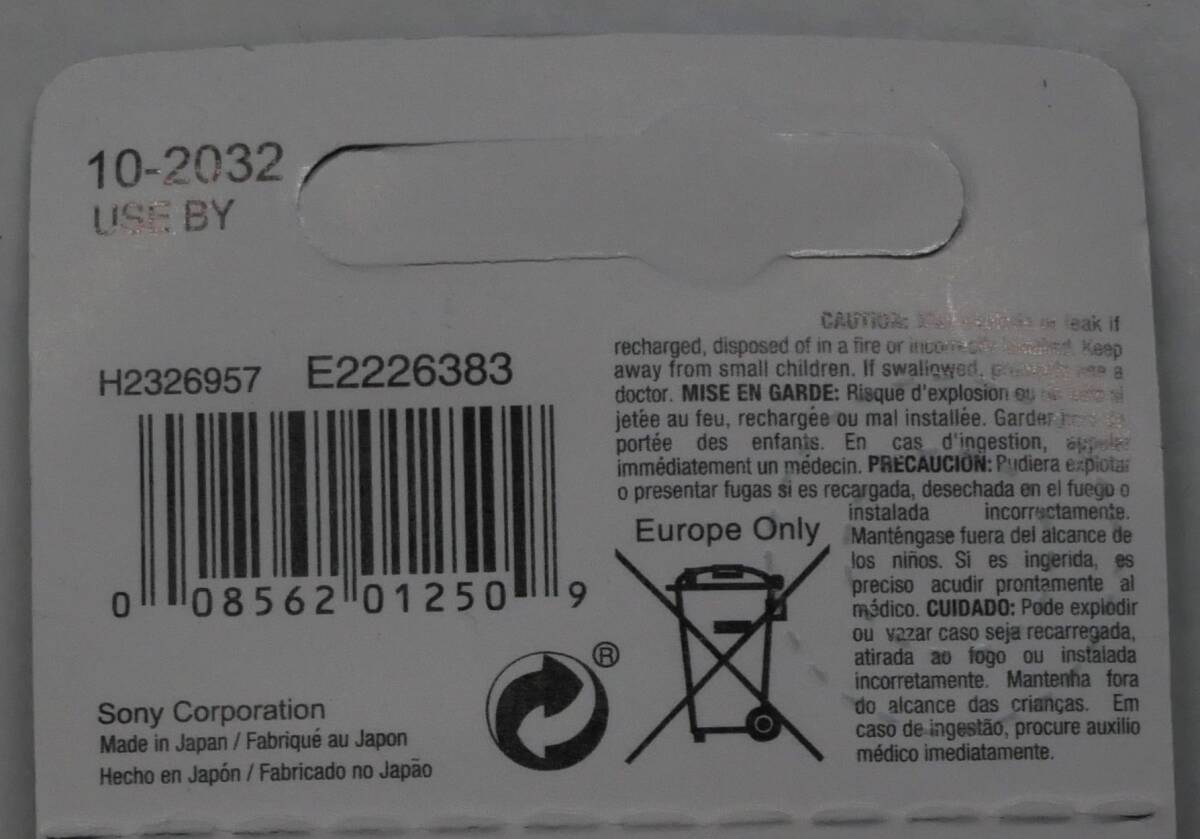 10-2032
USE BY
H2326957 E2226383
0 08562 01250 9
Sony Corporation
Made in Japan / Fabriqué au Japon
Hecho en Japón / Fabricado no Japão
®
CAUTION: or leak if
recharged, disposed of in a fire or Keep
away from small children. If swallowed, a
doctor. MISE EN GARDE: Risque d'explosion ou si
jetée au feu, rechargée ou mal installée. Garder
portée des enfants. En cas d'ingestion, appeler
immédiatement un médecin. PRECAUCIÓN: Pudiera explotar
o presentar fugas si es recargada, desechada en el fuego o
instalada incorrectamente.
Manténgase fuera del alcance de
los niños. Si es ingerida, es
preciso acudir prontamente al
médico. CUIDADO: Pode explodir
ou vazar caso seja recarregada,
atirada ao fogo ou instalada
incorretamente. Mantenha fora
do alcance das crianças. Em
caso de ingestão, procure auxilio
médico imediatamente.
Europe Only